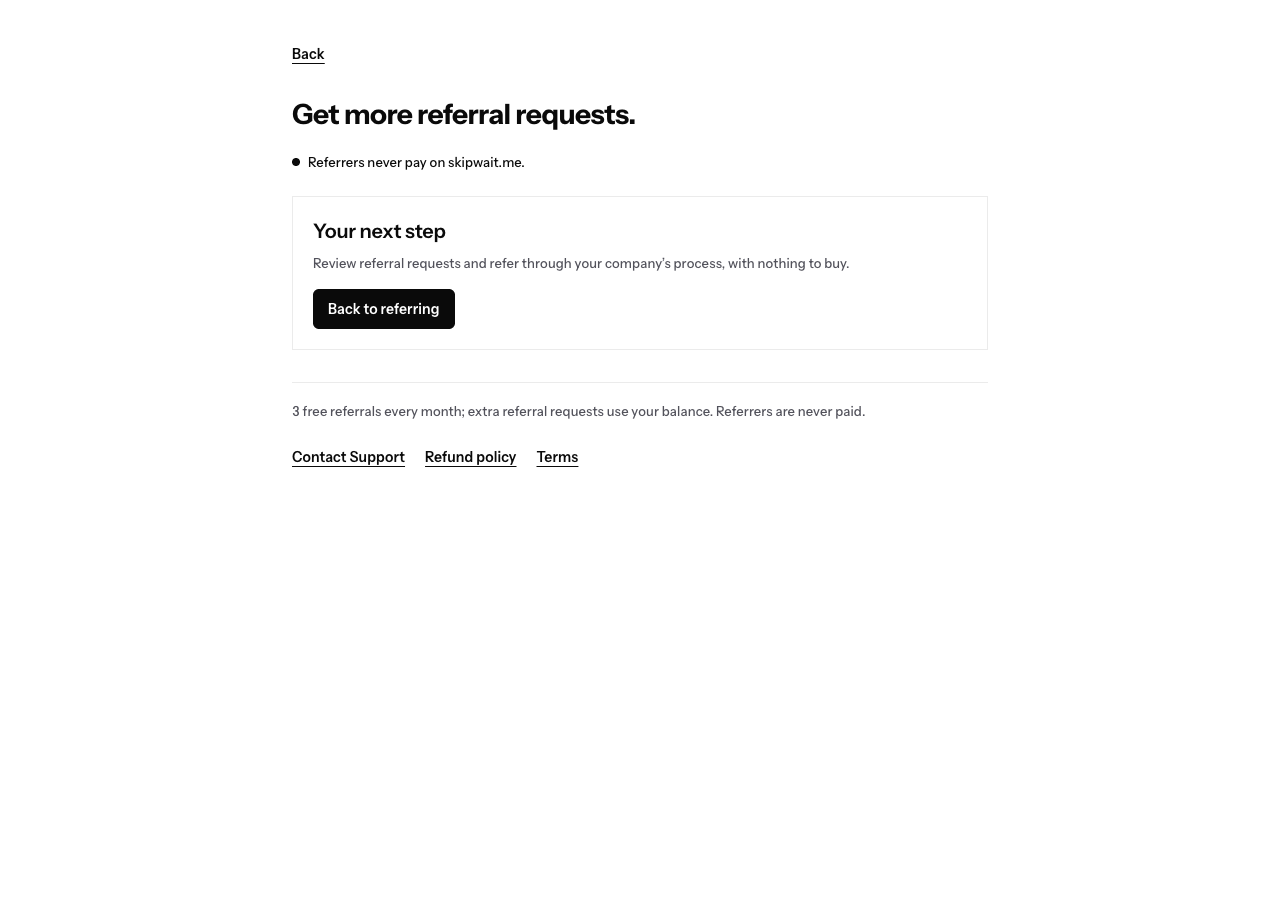 Back
Get more referral requests.
Referrers never pay on skipwait.me.
Your next step
Review referral requests and refer through your company's process, with nothing to buy.
Back to referring
3 free referrals every month; extra referral requests use your balance. Referrers are never paid.
Contact Support Refund policy Terms